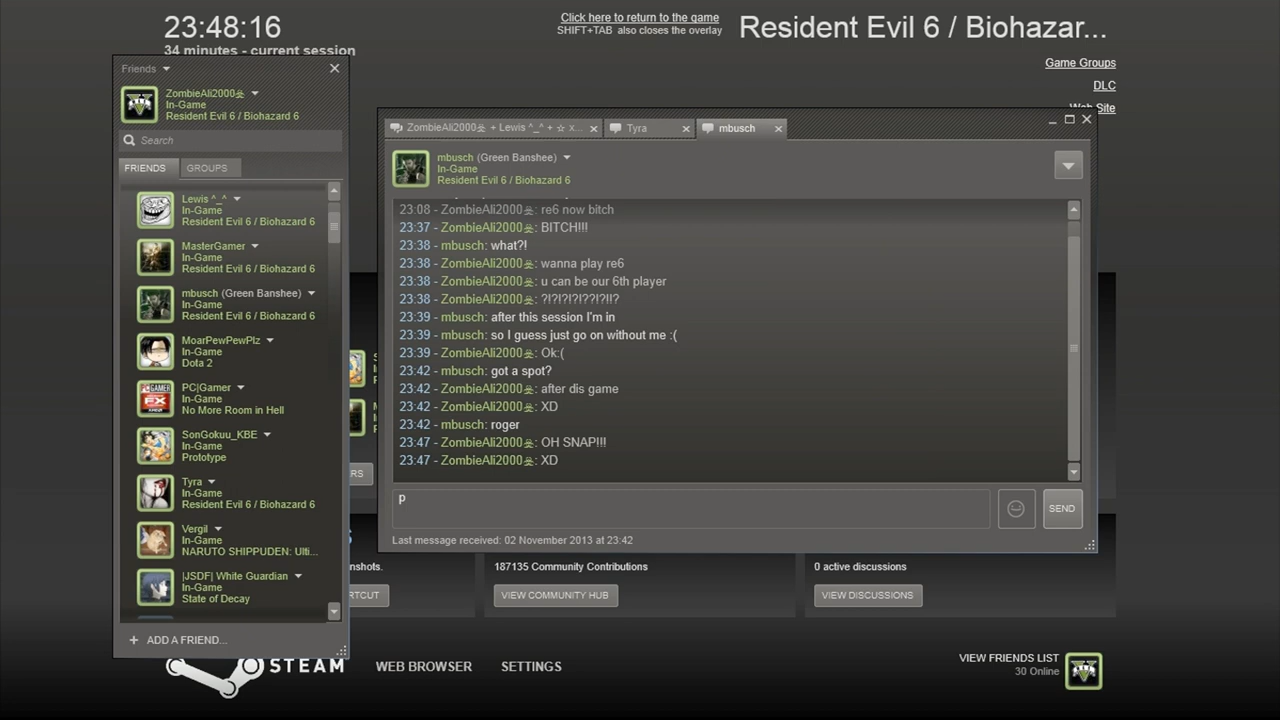 23:48:16
34 minutes - current session
Click here to return to the game
SHIFT+TAB also closes the overlay
Resident Evil 6 / Biohazar...
Game Groups
DLC
Web Site
Friends
ZombieAli2000
In-Game
Resident Evil 6 / Biohazard 6
Search
FRIENDS GROUPS
Lewis ^_^
In-Game
Resident Evil 6 / Biohazard 6
MasterGamer
In-Game
Resident Evil 6 / Biohazard 6
mbusch (Green Banshee)
In-Game
Resident Evil 6 / Biohazard 6
MoarPewPewPlz
In-Game
Dota 2
PC|Gamer
In-Game
No More Room in Hell
SonGokuu_KBE
In-Game
Prototype
Tyra
In-Game
Resident Evil 6 / Biohazard 6
Vergil
In-Game
NARUTO SHIPPUDEN: Ulti...
|JSDF| White Guardian
In-Game
State of Decay
+ ADD A FRIEND...
ZombieAli2000 + Lewis ^_^ + ☆ x... Tyra mbusch
mbusch (Green Banshee)
In-Game
Resident Evil 6 / Biohazard 6
23:08 - ZombieAli2000: re6 now bitch
23:37 - ZombieAli2000: BITCH!!!
23:38 - mbusch: what?!
23:38 - ZombieAli2000: wanna play re6
23:38 - ZombieAli2000: u can be our 6th player
23:38 - ZombieAli2000: ?!?!?!?!??!?!!?
23:39 - mbusch: after this session I'm in
23:39 - mbusch: so I guess just go on without me :(
23:39 - ZombieAli2000: Ok:(
23:42 - mbusch: got a spot?
23:42 - ZombieAli2000: after dis game
23:42 - ZombieAli2000: XD
23:42 - mbusch: roger
23:47 - ZombieAli2000: OH SNAP!!!
23:47 - ZombieAli2000: XD
p
SEND
Last message received: 02 November 2013 at 23:42
RS
nshots.
RTCUT
187135 Community Contributions
VIEW COMMUNITY HUB
0 active discussions
VIEW DISCUSSIONS
STEAM
WEB BROWSER
SETTINGS
VIEW FRIENDS LIST
30 Online